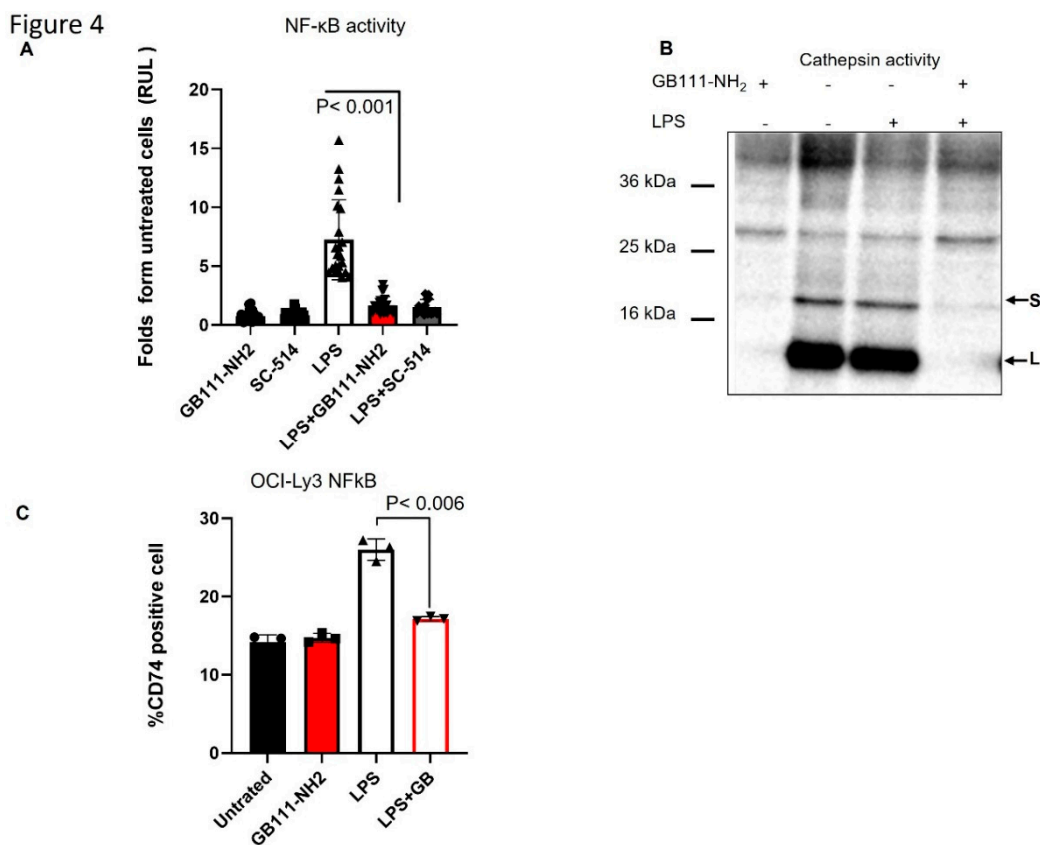 Figure 4
A
NF-κB activity
Folds form untreated cells (RUL )
20
15
10
5
0
P< 0.001
GB111-NH2
SC-514
LPS
LPS+GB111-NH2
LPS+SC-514
B
Cathepsin activity
GB111-NH₂ + - - +
LPS - - + +
36 kDa
25 kDa
16 kDa
S
L
C
OCI-Ly3 NFkB
%CD74 positive cell
30
20
10
0
P< 0.006
Untrated
GB111-NH2
LPS
LPS+GB